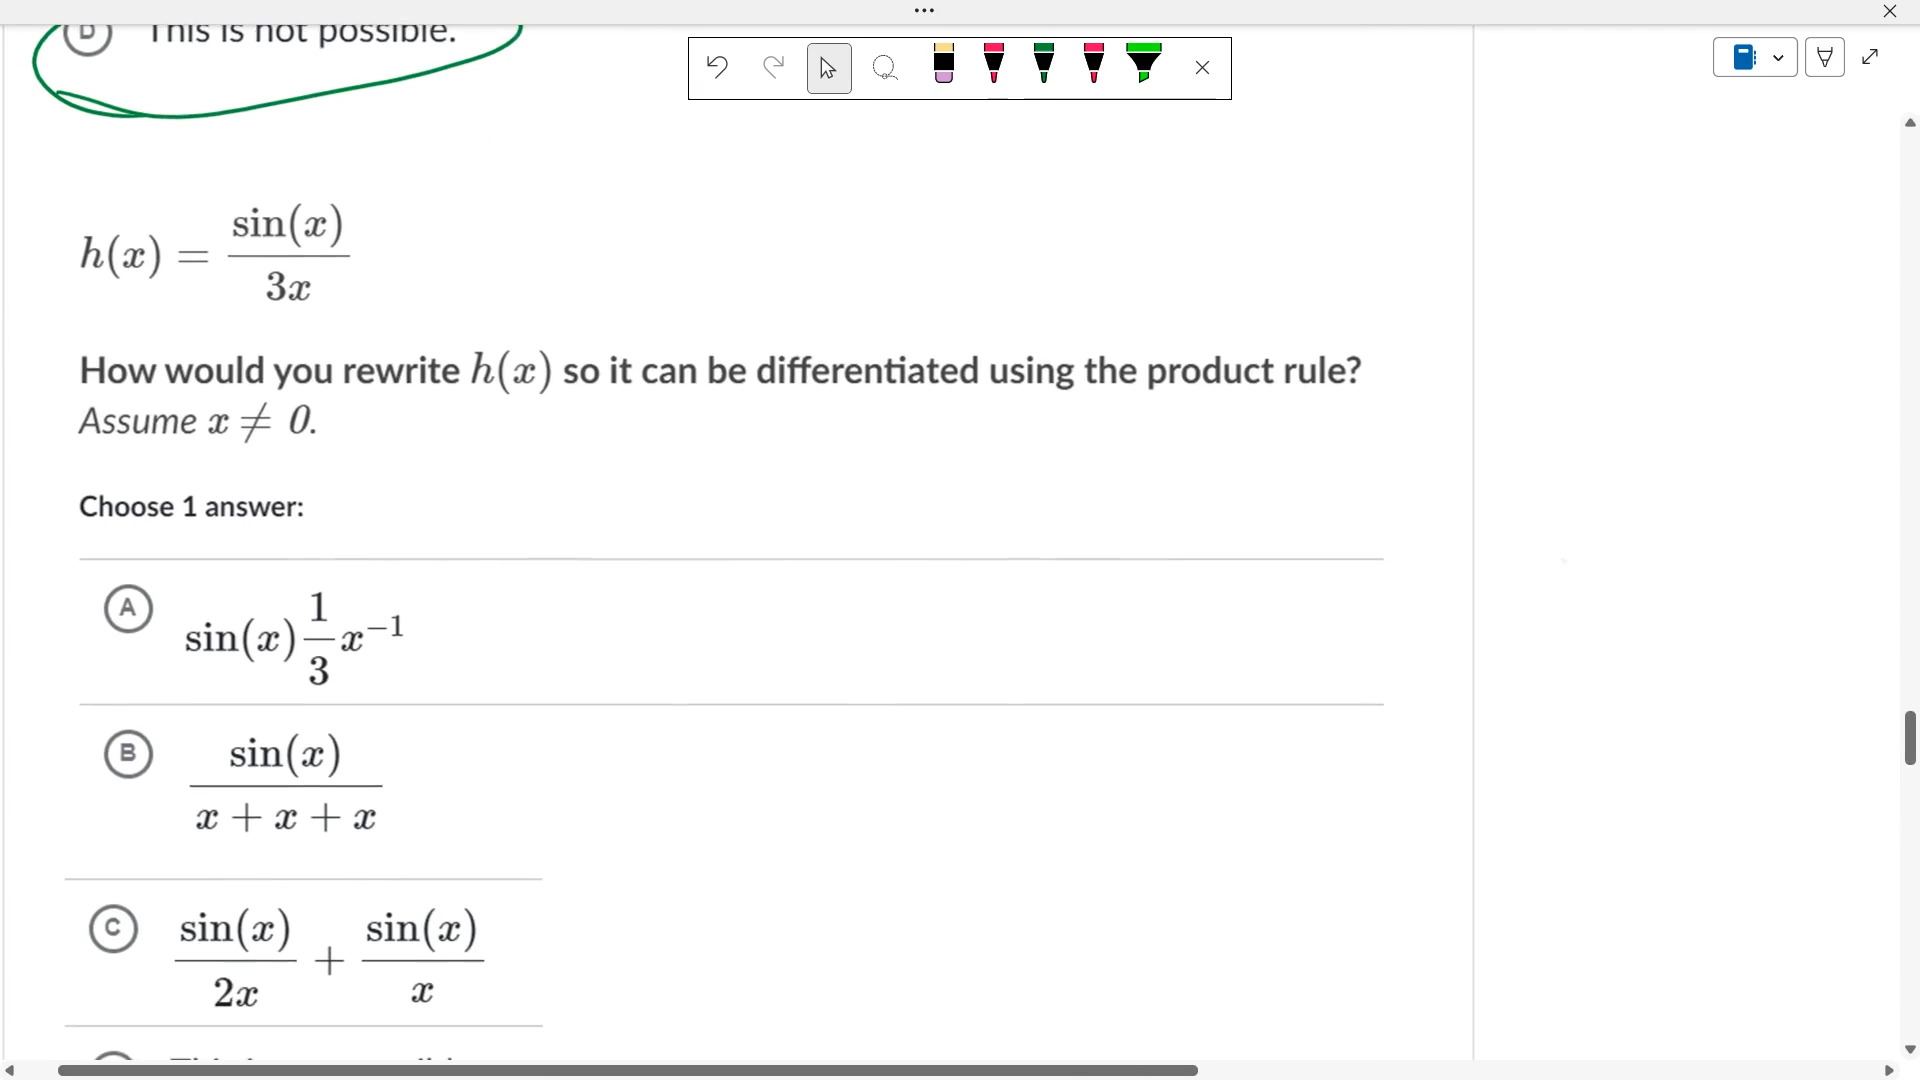 D This is not possible.
h(x) = sin(x) / 3x
How would you rewrite h(x) so it can be differentiated using the product rule?
Assume x ≠ 0.
Choose 1 answer:
A sin(x) 1/3 x⁻¹
B sin(x) / x + x + x
C sin(x) / 2x + sin(x) / x